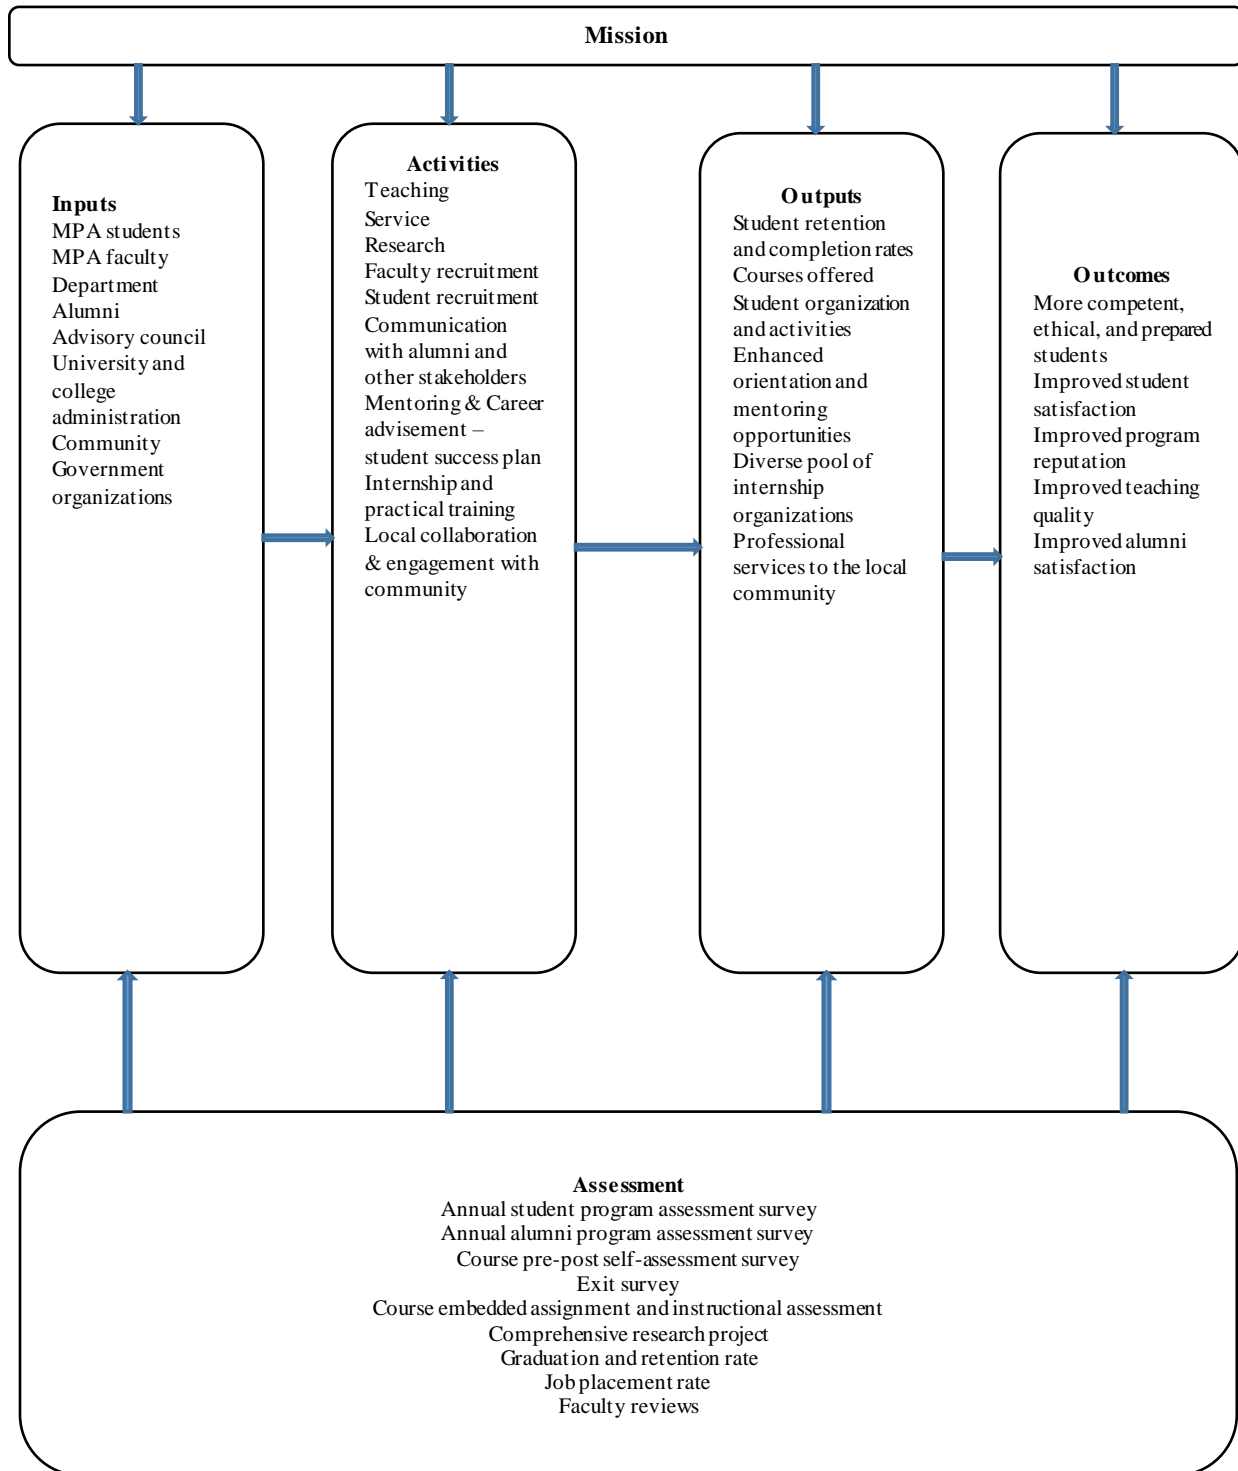 Mission
Inputs
MPA students
MPA faculty
Department
Alumni
Advisory council
University and
college
administration
Community
Government
organizations
Activities
Teaching
Service
Research
Faculty recruitment
Student recruitment
Communication
with alumni and
other stakeholders
Mentoring & Career
advisement –
student success plan
Internship and
practical training
Local collaboration
& engagement with
community
Outputs
Student retention
and completion rates
Courses offered
Student organization
and activities
Enhanced
orientation and
mentoring
opportunities
Diverse pool of
internship
organizations
Professional
services to the local
community
Outcomes
More competent,
ethical, and prepared
students
Improved student
satisfaction
Improved program
reputation
Improved teaching
quality
Improved alumni
satisfaction
Assessment
Annual student program assessment survey
Annual alumni program assessment survey
Course pre-post self-assessment survey
Exit survey
Course embedded assignment and instructional assessment
Comprehensive research project
Graduation and retention rate
Job placement rate
Faculty reviews